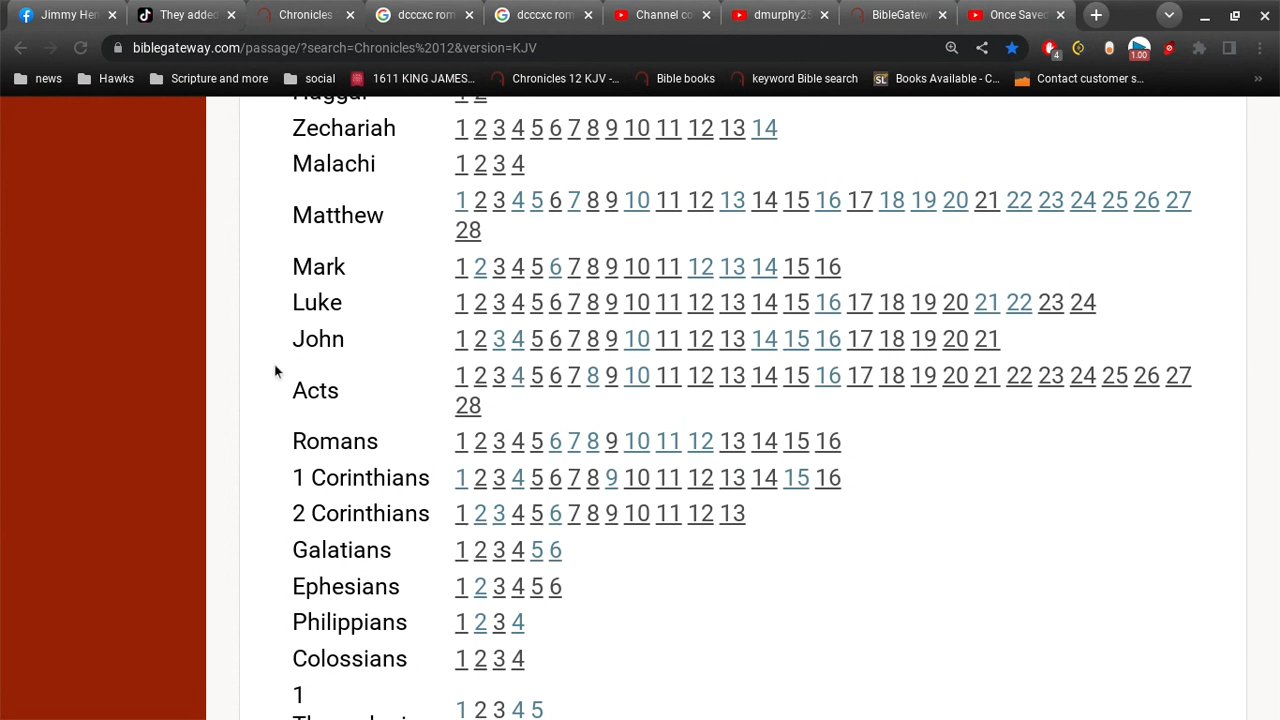 Jimmy Hen
They added
Chronicles
dcccxc rom
dcccxc rom
Channel co
dmurphy25
BibleGatew
Once Saved
biblegateway.com/passage/?search=Chronicles%2012&version=KJV
4
1.00
news
Hawks
Scripture and more
social
1611 KING JAMES...
Chronicles 12 KJV -...
Bible books
keyword Bible search
SL Books Available - C...
Contact customer s...
»
Haggai 1 2
Zechariah 1 2 3 4 5 6 7 8 9 10 11 12 13 14
Malachi 1 2 3 4
Matthew 1 2 3 4 5 6 7 8 9 10 11 12 13 14 15 16 17 18 19 20 21 22 23 24 25 26 27
28
Mark 1 2 3 4 5 6 7 8 9 10 11 12 13 14 15 16
Luke 1 2 3 4 5 6 7 8 9 10 11 12 13 14 15 16 17 18 19 20 21 22 23 24
John 1 2 3 4 5 6 7 8 9 10 11 12 13 14 15 16 17 18 19 20 21
Acts 1 2 3 4 5 6 7 8 9 10 11 12 13 14 15 16 17 18 19 20 21 22 23 24 25 26 27
28
Romans 1 2 3 4 5 6 7 8 9 10 11 12 13 14 15 16
1 Corinthians 1 2 3 4 5 6 7 8 9 10 11 12 13 14 15 16
2 Corinthians 1 2 3 4 5 6 7 8 9 10 11 12 13
Galatians 1 2 3 4 5 6
Ephesians 1 2 3 4 5 6
Philippians 1 2 3 4
Colossians 1 2 3 4
1
1 2 3 4 5